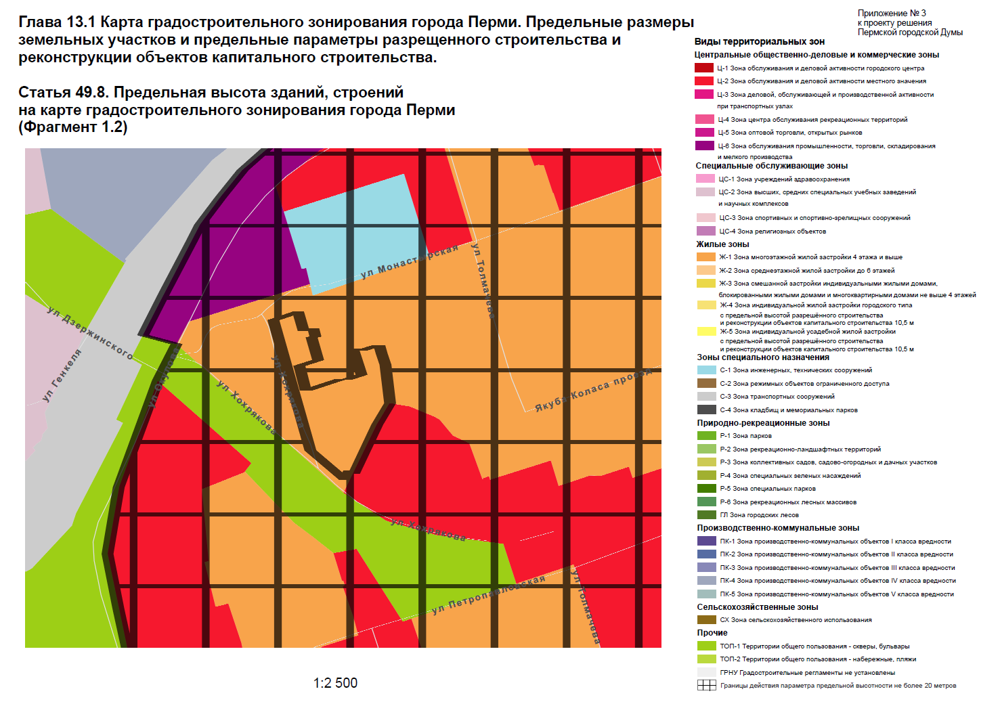 Глава 13.1 Карта градостроительного зонирования города Перми. Предельные размеры
земельных участков и предельные параметры разрешенного строительства и
реконструкции объектов капитального строительства.
Статья 49.8. Предельная высота зданий, строений
на карте градостроительного зонирования города Перми
(Фрагмент 1.2)
Приложение № 3
к проекту решения
Пермской городской Думы
Виды территориальных зон
Центральные общественно-деловые и коммерческие зоны
Ц-1 Зона обслуживания и деловой активности городского центра
Ц-2 Зона обслуживания и деловой активности местного значения
Ц-3 Зона деловой, обслуживающей и производственной активности
при транспортных узлах
Ц-4 Зона центра обслуживания рекреационных территорий
Ц-5 Зона оптовой торговли, открытых рынков
Ц-6 Зона обслуживания промышленности, торговли, складирования
и мелкого производства
Специальные обслуживающие зоны
ЦС-1 Зона учреждений здравоохранения
ЦС-2 Зона высших, средних специальных учебных заведений
и научных комплексов
ЦС-3 Зона спортивных и спортивно-зрелищных сооружений
ЦС-4 Зона религиозных объектов
Жилые зоны
Ж-1 Зона многоэтажной жилой застройки 4 этажа и выше
Ж-2 Зона среднеэтажной жилой застройки до 6 этажей
Ж-3 Зона смешанной застройки индивидуальными жилыми домами,
блокированными жилыми домами и многоквартирными домами не выше 4 этажей
Ж-4 Зона индивидуальной жилой застройки городского типа
с предельной высотой разрешённого строительства
и реконструкции объектов капитального строительства 10,5 м
Ж-5 Зона индивидуальной усадебной жилой застройки
с предельной высотой разрешённого строительства
и реконструкции объектов капитального строительства 10,5 м
Зоны специального назначения
С-1 Зона инженерных, технических сооружений
С-2 Зона режимных объектов ограниченного доступа
С-3 Зона транспортных сооружений
С-4 Зона кладбищ и мемориальных парков
Природно-рекреационные зоны
Р-1 Зона парков
Р-2 Зона рекреационно-ландшафтных территорий
Р-3 Зона коллективных садов, садово-огородных и дачных участков
Р-4 Зона специальных зеленых насаждений
Р-5 Зона специальных парков
Р-6 Зона рекреационных лесных массивов
ГЛ Зона городских лесов
Производственно-коммунальные зоны
ПК-1 Зона производственно-коммунальных объектов I класса вредности
ПК-2 Зона производственно-коммунальных объектов II класса вредности
ПК-3 Зона производственно-коммунальных объектов III класса вредности
ПК-4 Зона производственно-коммунальных объектов IV класса вредности
ПК-5 Зона производственно-коммунальных объектов V класса вредности
Сельскохозяйственные зоны
СХ Зона сельскохозяйственного использования
Прочие
ТОП-1 Территории общего пользования - скверы, бульвары
ТОП-2 Территории общего пользования - набережные, пляжи
ГРНУ Градостроительные регламенты не установлены
Границы действия параметра предельной высотности не более 20 метров
ул Монастырская
ул Толмачева
ул Дзержинского
ул Генкеля
ул Окулова
ул Хохрякова
ул Хохрякова
Якуба Коласа проезд
ул Хохрякова
ул Петропавловская
ул Толмачева
1:2 500